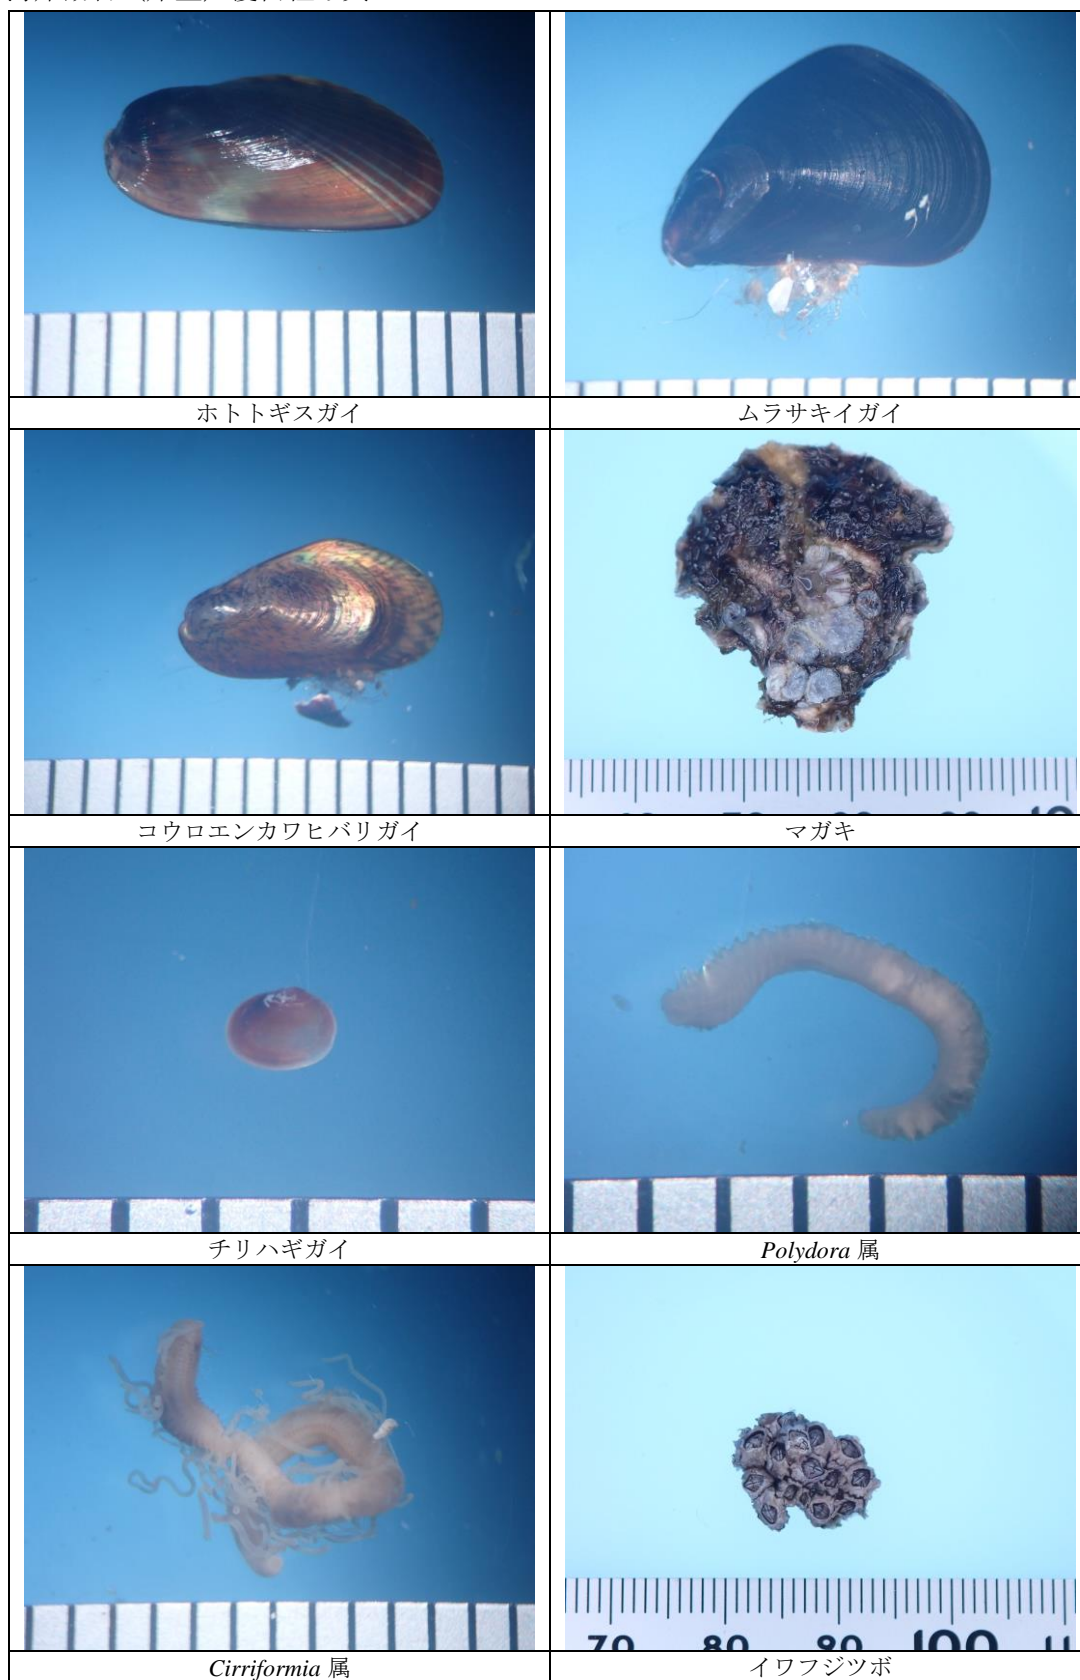 ホトトギスガイ
ムラサキイガイ
コウロエンカワヒバリガイ
マガキ
チリハギガイ
Polydora 属
Cirriformia 属
70 80 90 100
イワフジツボ